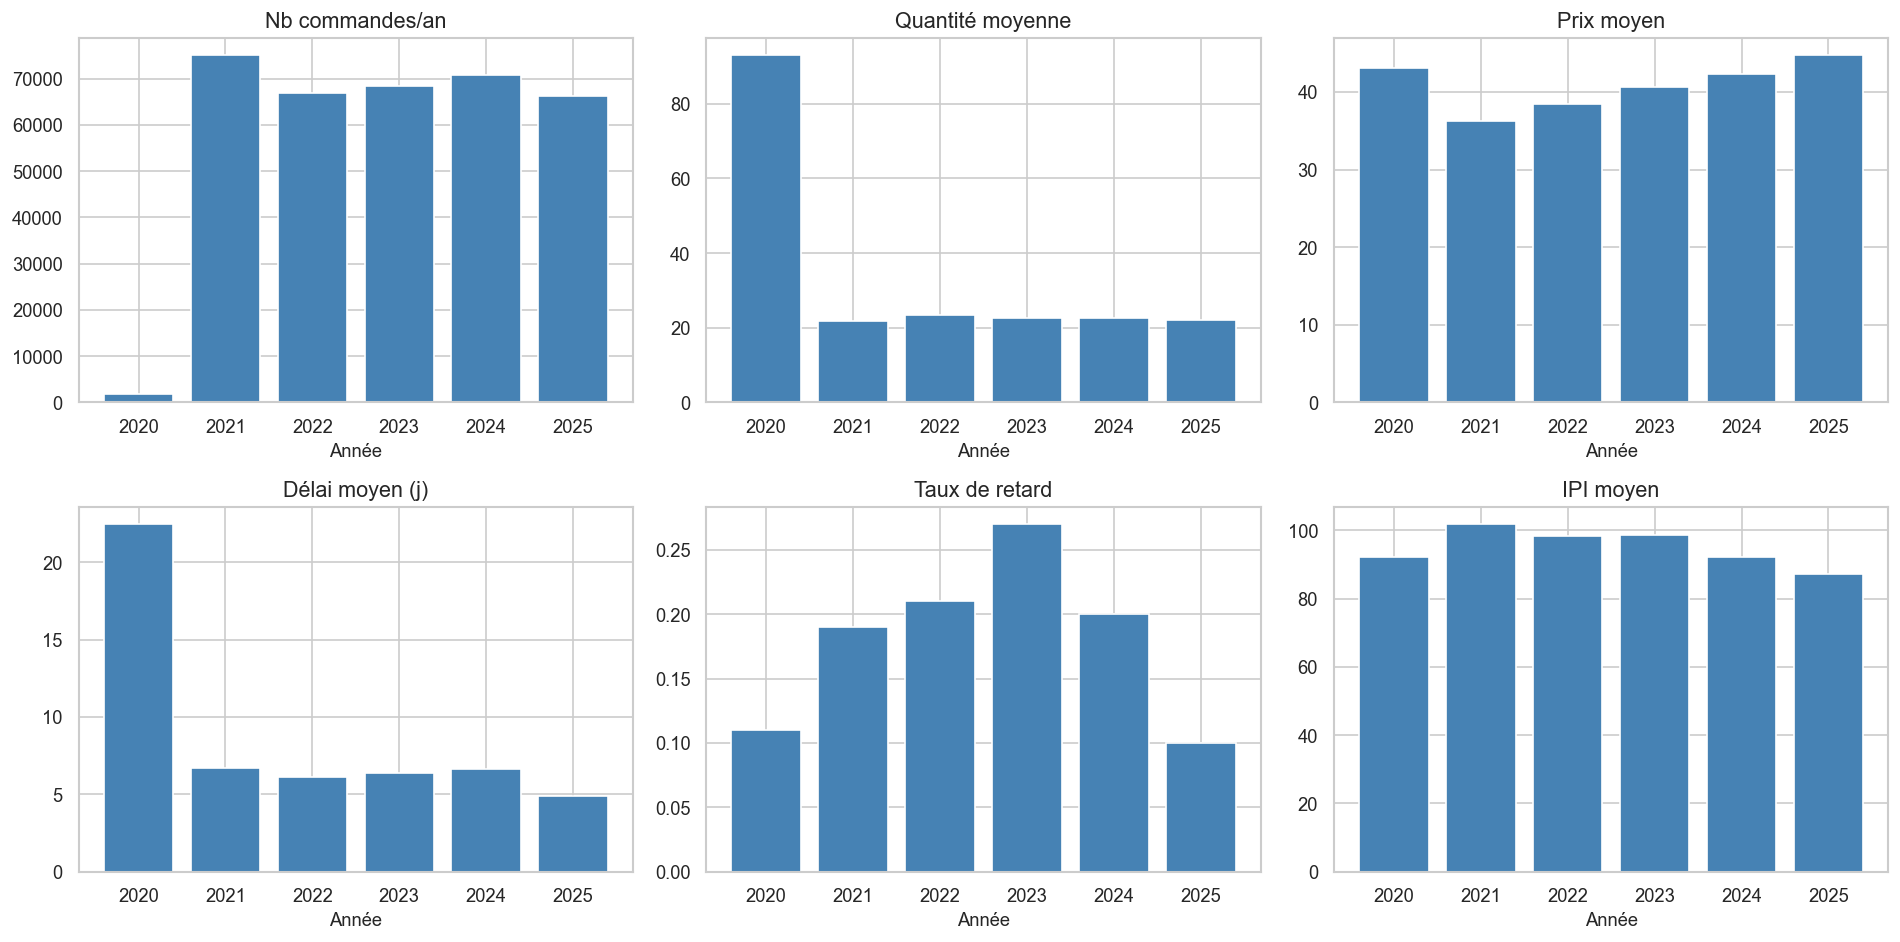 Nb commandes/an
70000
60000
50000
40000
30000
20000
10000
0
2020 2021 2022 2023 2024 2025
Année
Quantité moyenne
80
60
40
20
0
2020 2021 2022 2023 2024 2025
Année
Prix moyen
40
30
20
10
0
2020 2021 2022 2023 2024 2025
Année
Délai moyen (j)
20
15
10
5
0
2020 2021 2022 2023 2024 2025
Année
Taux de retard
0.25
0.20
0.15
0.10
0.05
0.00
2020 2021 2022 2023 2024 2025
Année
IPI moyen
100
80
60
40
20
0
2020 2021 2022 2023 2024 2025
Année